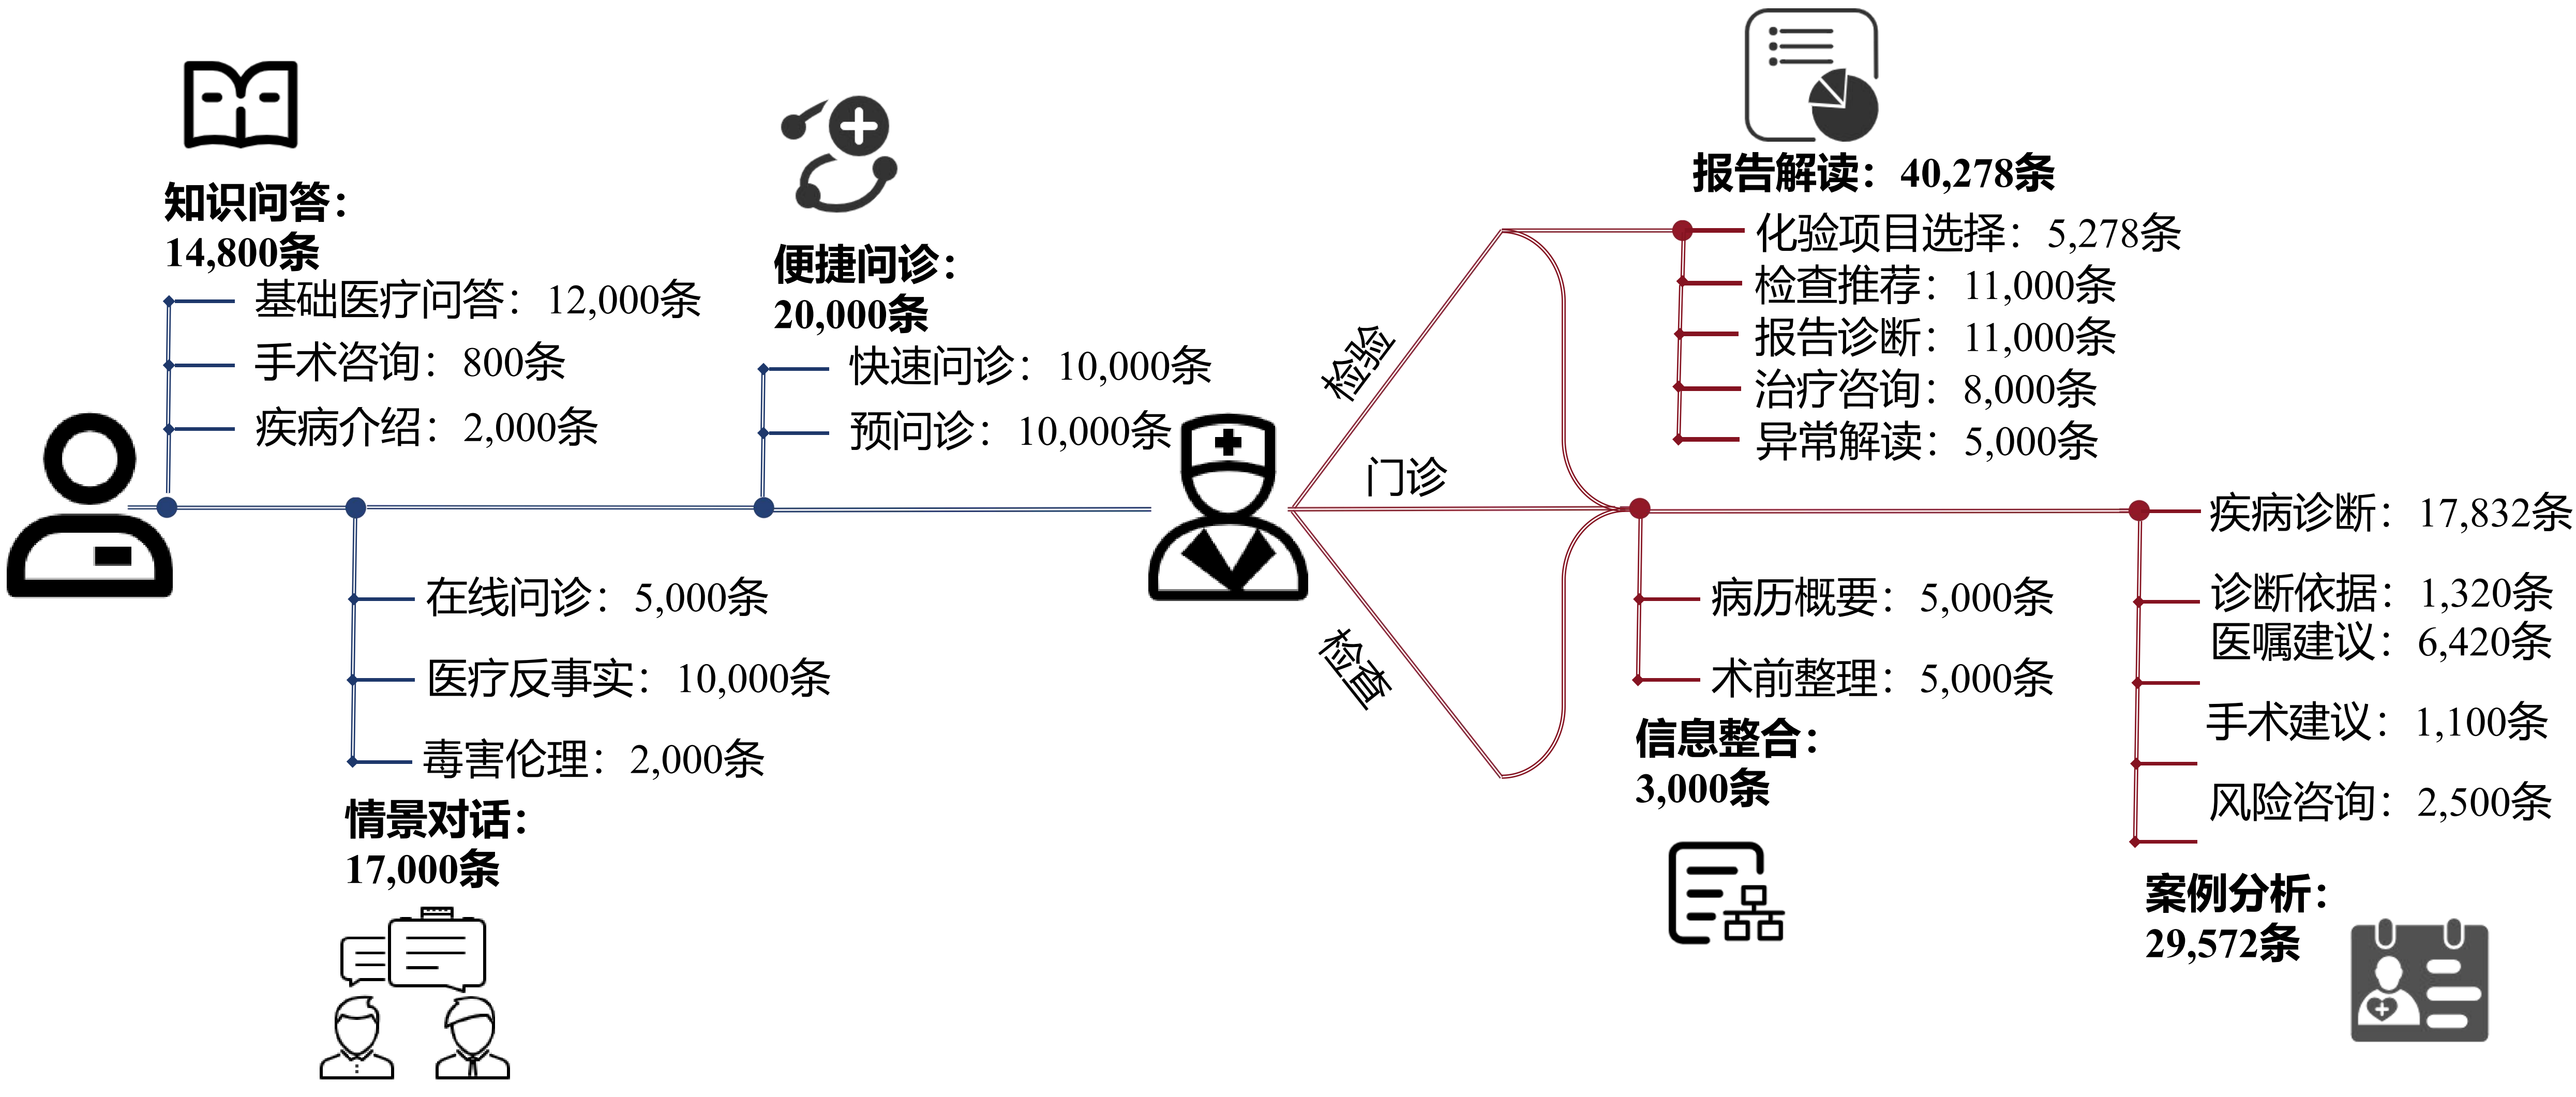 知识问答：
14,800条
基础医疗问答：12,000条
手术咨询：800条
疾病介绍：2,000条
在线问诊：5,000条
医疗反事实：10,000条
毒害伦理：2,000条
情景对话：
17,000条
便捷问诊：
20,000条
快速问诊：10,000条
预问诊：10,000条
检验
门诊
检查
报告解读：40,278条
化验项目选择：5,278条
检查推荐：11,000条
报告诊断：11,000条
治疗咨询：8,000条
异常解读：5,000条
病历概要：5,000条
术前整理：5,000条
信息整合：
3,000条
疾病诊断：17,832条
诊断依据：1,320条
医嘱建议：6,420条
手术建议：1,100条
风险咨询：2,500条
案例分析：
29,572条